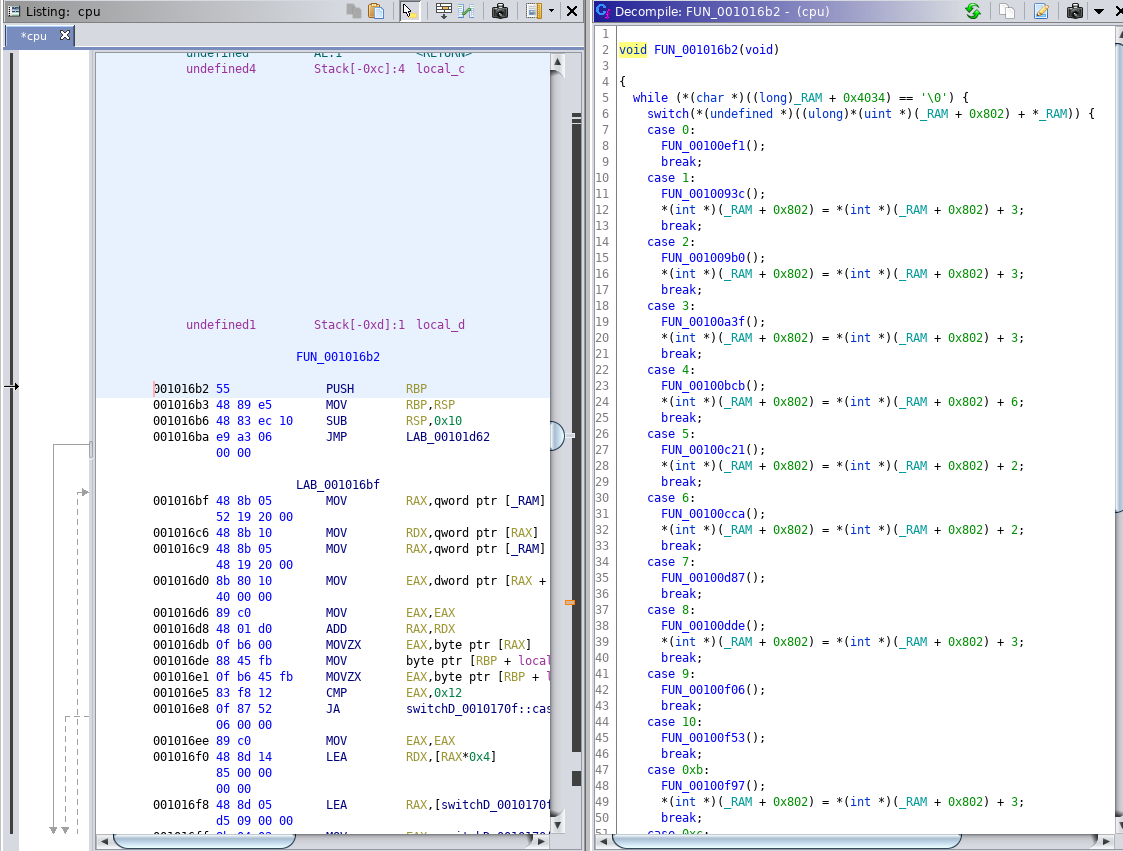 Listing: cpu
*cpu
undefined AL:1 <RETURN>
undefined4 Stack[-0xc]:4 local_c
undefined1 Stack[-0xd]:1 local_d
FUN_001016b2
001016b2 55 PUSH RBP
001016b3 48 89 e5 MOV RBP,RSP
001016b6 48 83 ec 10 SUB RSP,0x10
001016ba e9 a3 06 JMP LAB_00101d62
00 00
LAB_001016bf
001016bf 48 8b 05 MOV RAX,qword ptr [_RAM]
52 19 20 00
001016c6 48 8b 10 MOV RDX,qword ptr [RAX]
001016c9 48 8b 05 MOV RAX,qword ptr [_RAM]
48 19 20 00
001016d0 8b 80 10 MOV EAX,dword ptr [RAX +
40 00 00
001016d6 89 c0 MOV EAX,EAX
001016d8 48 01 d0 ADD RAX,RDX
001016db 0f b6 00 MOVZX EAX,byte ptr [RAX]
001016de 88 45 fb MOV byte ptr [RBP + local
001016e1 0f b6 45 fb MOVZX EAX,byte ptr [RBP + l
001016e5 83 f8 12 CMP EAX,0x12
001016e8 0f 87 52 JA switchD_0010170f::cas
06 00 00
001016ee 89 c0 MOV EAX,EAX
001016f0 48 8d 14 LEA RDX,[RAX*0x4]
85 00 00
00 00
001016f8 48 8d 05 LEA RAX,[switchD_0010170f
d5 09 00 00
Decompile: FUN_001016b2 - (cpu)
1
2 void FUN_001016b2(void)
3
4 {
5 while (*(char *)((long)_RAM + 0x4034) == '\0') {
6 switch(*(undefined *)((ulong)*(uint *)(_RAM + 0x802) + *_RAM)) {
7 case 0:
8 FUN_00100ef1();
9 break;
10 case 1:
11 FUN_0010093c();
12 *(int *)(_RAM + 0x802) = *(int *)(_RAM + 0x802) + 3;
13 break;
14 case 2:
15 FUN_001009b0();
16 *(int *)(_RAM + 0x802) = *(int *)(_RAM + 0x802) + 3;
17 break;
18 case 3:
19 FUN_00100a3f();
20 *(int *)(_RAM + 0x802) = *(int *)(_RAM + 0x802) + 3;
21 break;
22 case 4:
23 FUN_00100bcb();
24 *(int *)(_RAM + 0x802) = *(int *)(_RAM + 0x802) + 6;
25 break;
26 case 5:
27 FUN_00100c21();
28 *(int *)(_RAM + 0x802) = *(int *)(_RAM + 0x802) + 2;
29 break;
30 case 6:
31 FUN_00100cca();
32 *(int *)(_RAM + 0x802) = *(int *)(_RAM + 0x802) + 2;
33 break;
34 case 7:
35 FUN_00100d87();
36 break;
37 case 8:
38 FUN_00100dde();
39 *(int *)(_RAM + 0x802) = *(int *)(_RAM + 0x802) + 3;
40 break;
41 case 9:
42 FUN_00100f06();
43 break;
44 case 10:
45 FUN_00100f53();
46 break;
47 case 0xb:
48 FUN_00100f97();
49 *(int *)(_RAM + 0x802) = *(int *)(_RAM + 0x802) + 3;
50 break;
51 case 0xc: